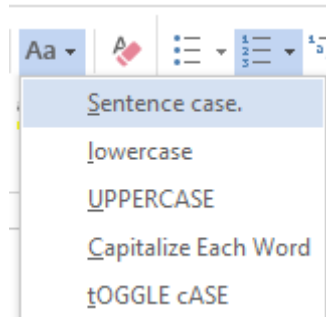 Aa
Sentence case.
lowercase
UPPERCASE
Capitalize Each Word
tOGGLE cASE